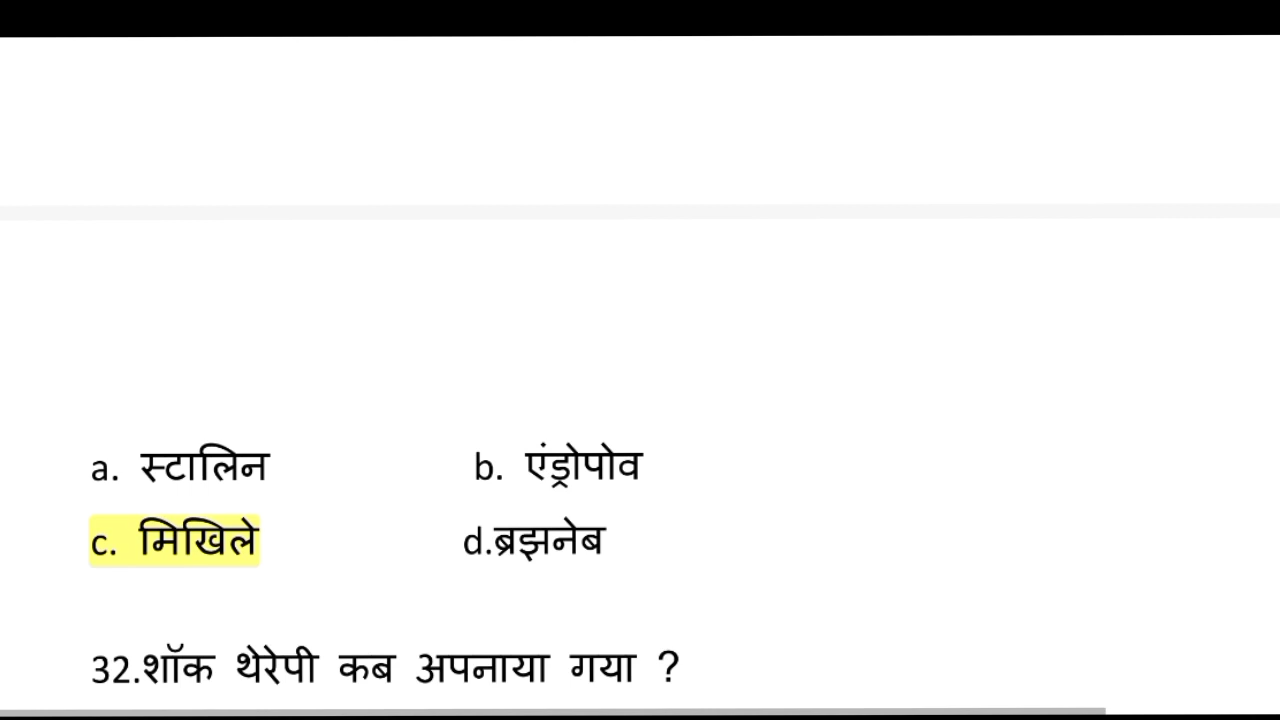 a. स्टालिन b. एंड्रोपोव
c. मिखिले d.ब्रझनेब
32.शॉक थेरेपी कब अपनाया गया ?